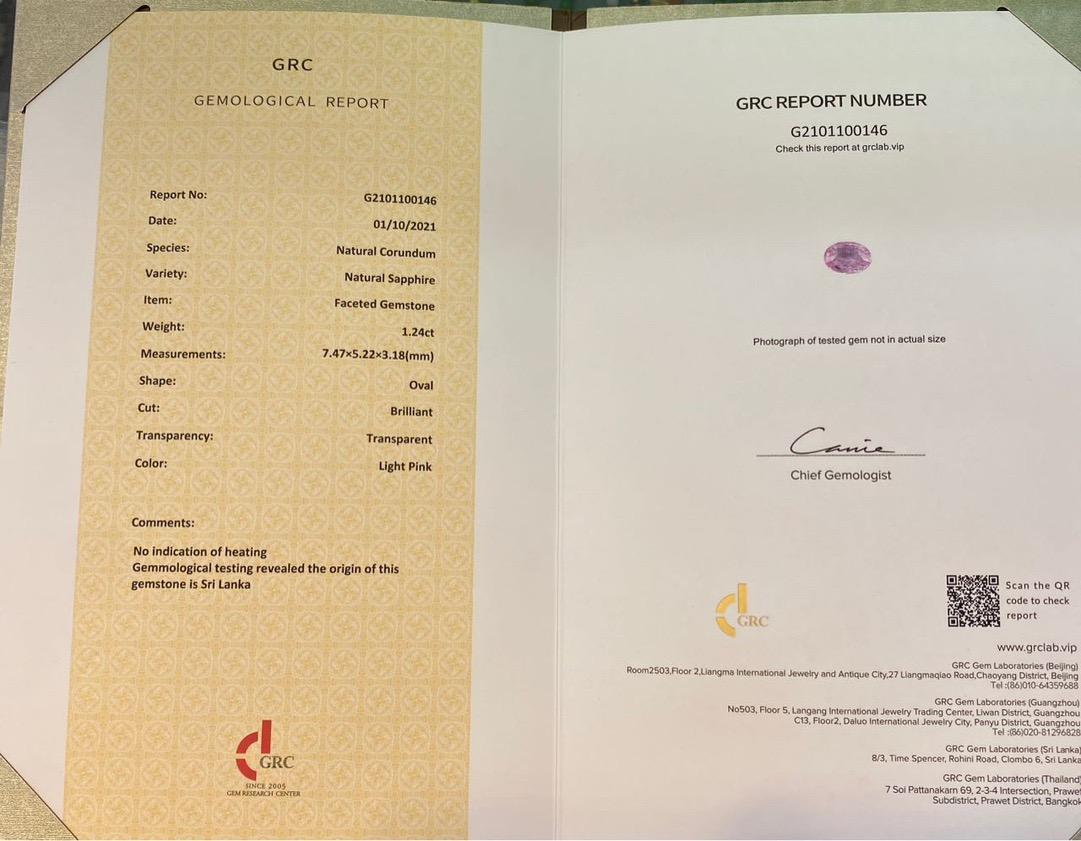 GRC
GEMOLOGICAL REPORT
Report No: G2101100146
Date: 01/10/2021
Species: Natural Corundum
Variety: Natural Sapphire
Item: Faceted Gemstone
Weight: 1.24ct
Measurements: 7.47×5.22×3.18(mm)
Shape: Oval
Cut: Brilliant
Transparency: Transparent
Color: Light Pink
Comments:
No indication of heating
Gemmological testing revealed the origin of this
gemstone is Sri Lanka
GRC
SINCE 2005
GEM RESEARCH CENTER
GRC REPORT NUMBER
G2101100146
Check this report at grclab.vip
Photograph of tested gem not in actual size
Chief Gemologist
GRC
Scan the QR
code to check
report
www.grclab.vip
GRC Gem Laboratories (Beijing)
Room2503,Floor 2,Liangma International Jewelry and Antique City,27 Liangmaqiao Road,Chaoyang District, Beijing
Tel :(86)010-64359688
GRC Gem Laboratories (Guangzhou)
No503, Floor 5, Langang International Jewelry Trading Center, Liwan District, Guangzhou
C13, Floor2, Daluo International Jewelry City, Panyu District, Guangzhou
Tel :(86)020-81296828
GRC Gem Laboratories (Sri Lanka)
8/3, Time Spencer, Rohini Road, Clombo 6, Sri Lanka
GRC Gem Laboratories (Thailand)
7 Soi Pattanakarn 69, 2-3-4 Intersection, Prawet
Subdistrict, Prawet District, Bangkok